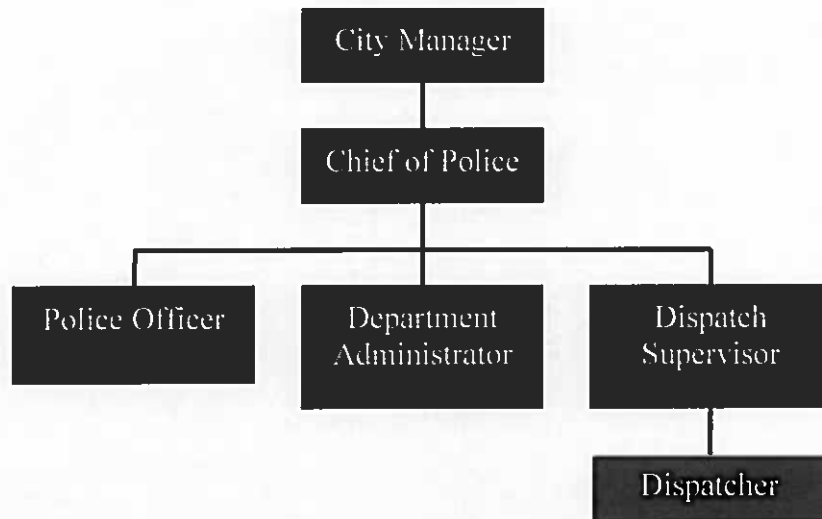 City Manager
Chief of Police
Police Officer
Department
Administrator
Dispatch
Supervisor
Dispatcher